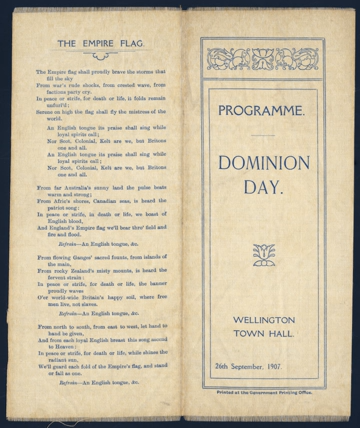 THE EMPIRE FLAG.
The Empire flag shall proudly brave the storms that
fill the sky
From war's rude shocks, from crested wave, from
factions party cry.
In peace or strife, for death or life, its folds remain
unfurl'd;
Serene on high the flag shall fly the mistress of the
world.
An English tongue its praise shall sing while
loyal spirits call;
Nor Scot, Colonial, Kelt are we, but Britons
one and all.
An English tongue its praise shall sing while
loyal spirits call;
Nor Scot, Colonial, Kelt are we, but Britons
one and all.
From far Australia's sunny land the pulse beats
warm and strong;
From Afric's shores, Canadian seas, is heard the
patriot song:
In peace or strife, in death or life, we boast of
English blood,
And England's Empire flag we'll bear thro' field and
fire and flood.
Refrain—An English tongue, &c.
From flowing Ganges' sacred founts, from islands of
the main,
From rocky Zealand's misty mounts, is heard the
fervent strain:
In peace or strife, for death or life, the banner
proudly waves
O'er world-wide Britain's happy soil, where free
men live, not slaves.
Refrain—An English tongue, &c.
From north to south, from east to west, let hand to
hand be given,
And from each loyal English breast this song ascend
to Heaven:
In peace or strife, for death or life, while shines the
radiant sun,
We'll guard each fold of the Empire's flag, and stand
or fall as one.
Refrain—An English tongue, &c.
PROGRAMME.
DOMINION
DAY.
WELLINGTON
TOWN HALL.
26th September, 1907.
Printed at the Government Printing Office.